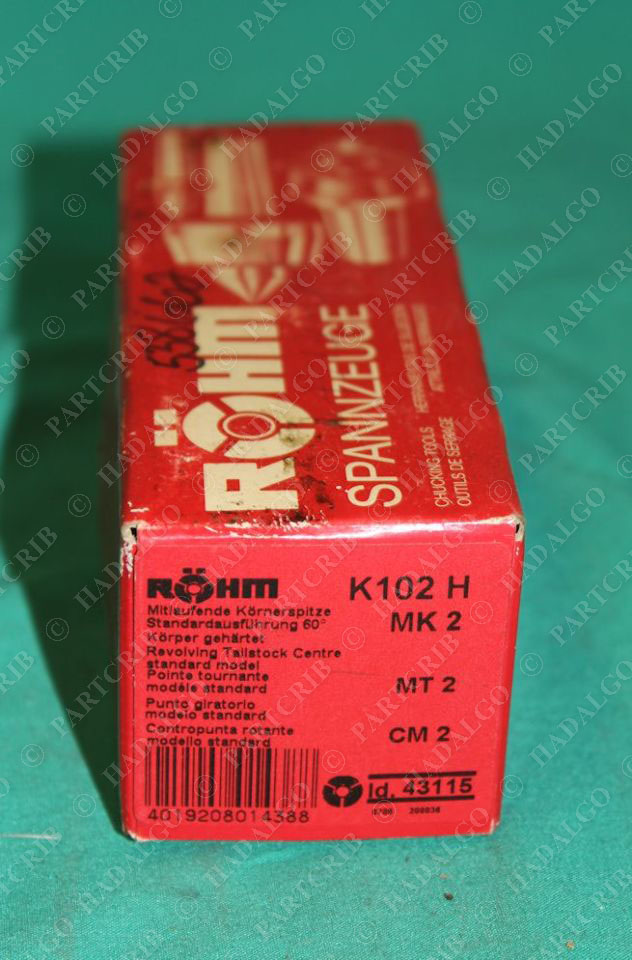 RÖHM
SPANNZEUGE
CHUCKING TOOLS
OUTILS DE SERRAGE
RÖHM
K102 H
Mitlaufende Körnerspitze
Standardausführung 60°
MK 2
Körper gehärtet
Revolving Tailstock Centre
standard model
Pointe tournante
modèle standard
MT 2
Punto giratorio
modelo standard
Contropunta rotante
CM 2
modello standard
Id. 43115
4019208014388
© PARTCRIB
HADALGO